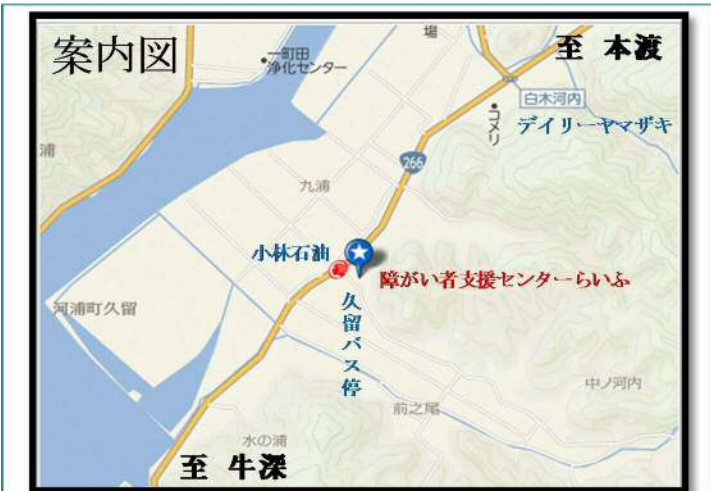 案内図
一町田
浄化センター
場
至 本渡
白木河内
コメリ
デイリーヤマザキ
浦
266
九浦
小林石油
障がい者支援センターらいふ
久留バス停
河浦町久留
中ノ河内
前之尾
水の浦
至 牛深